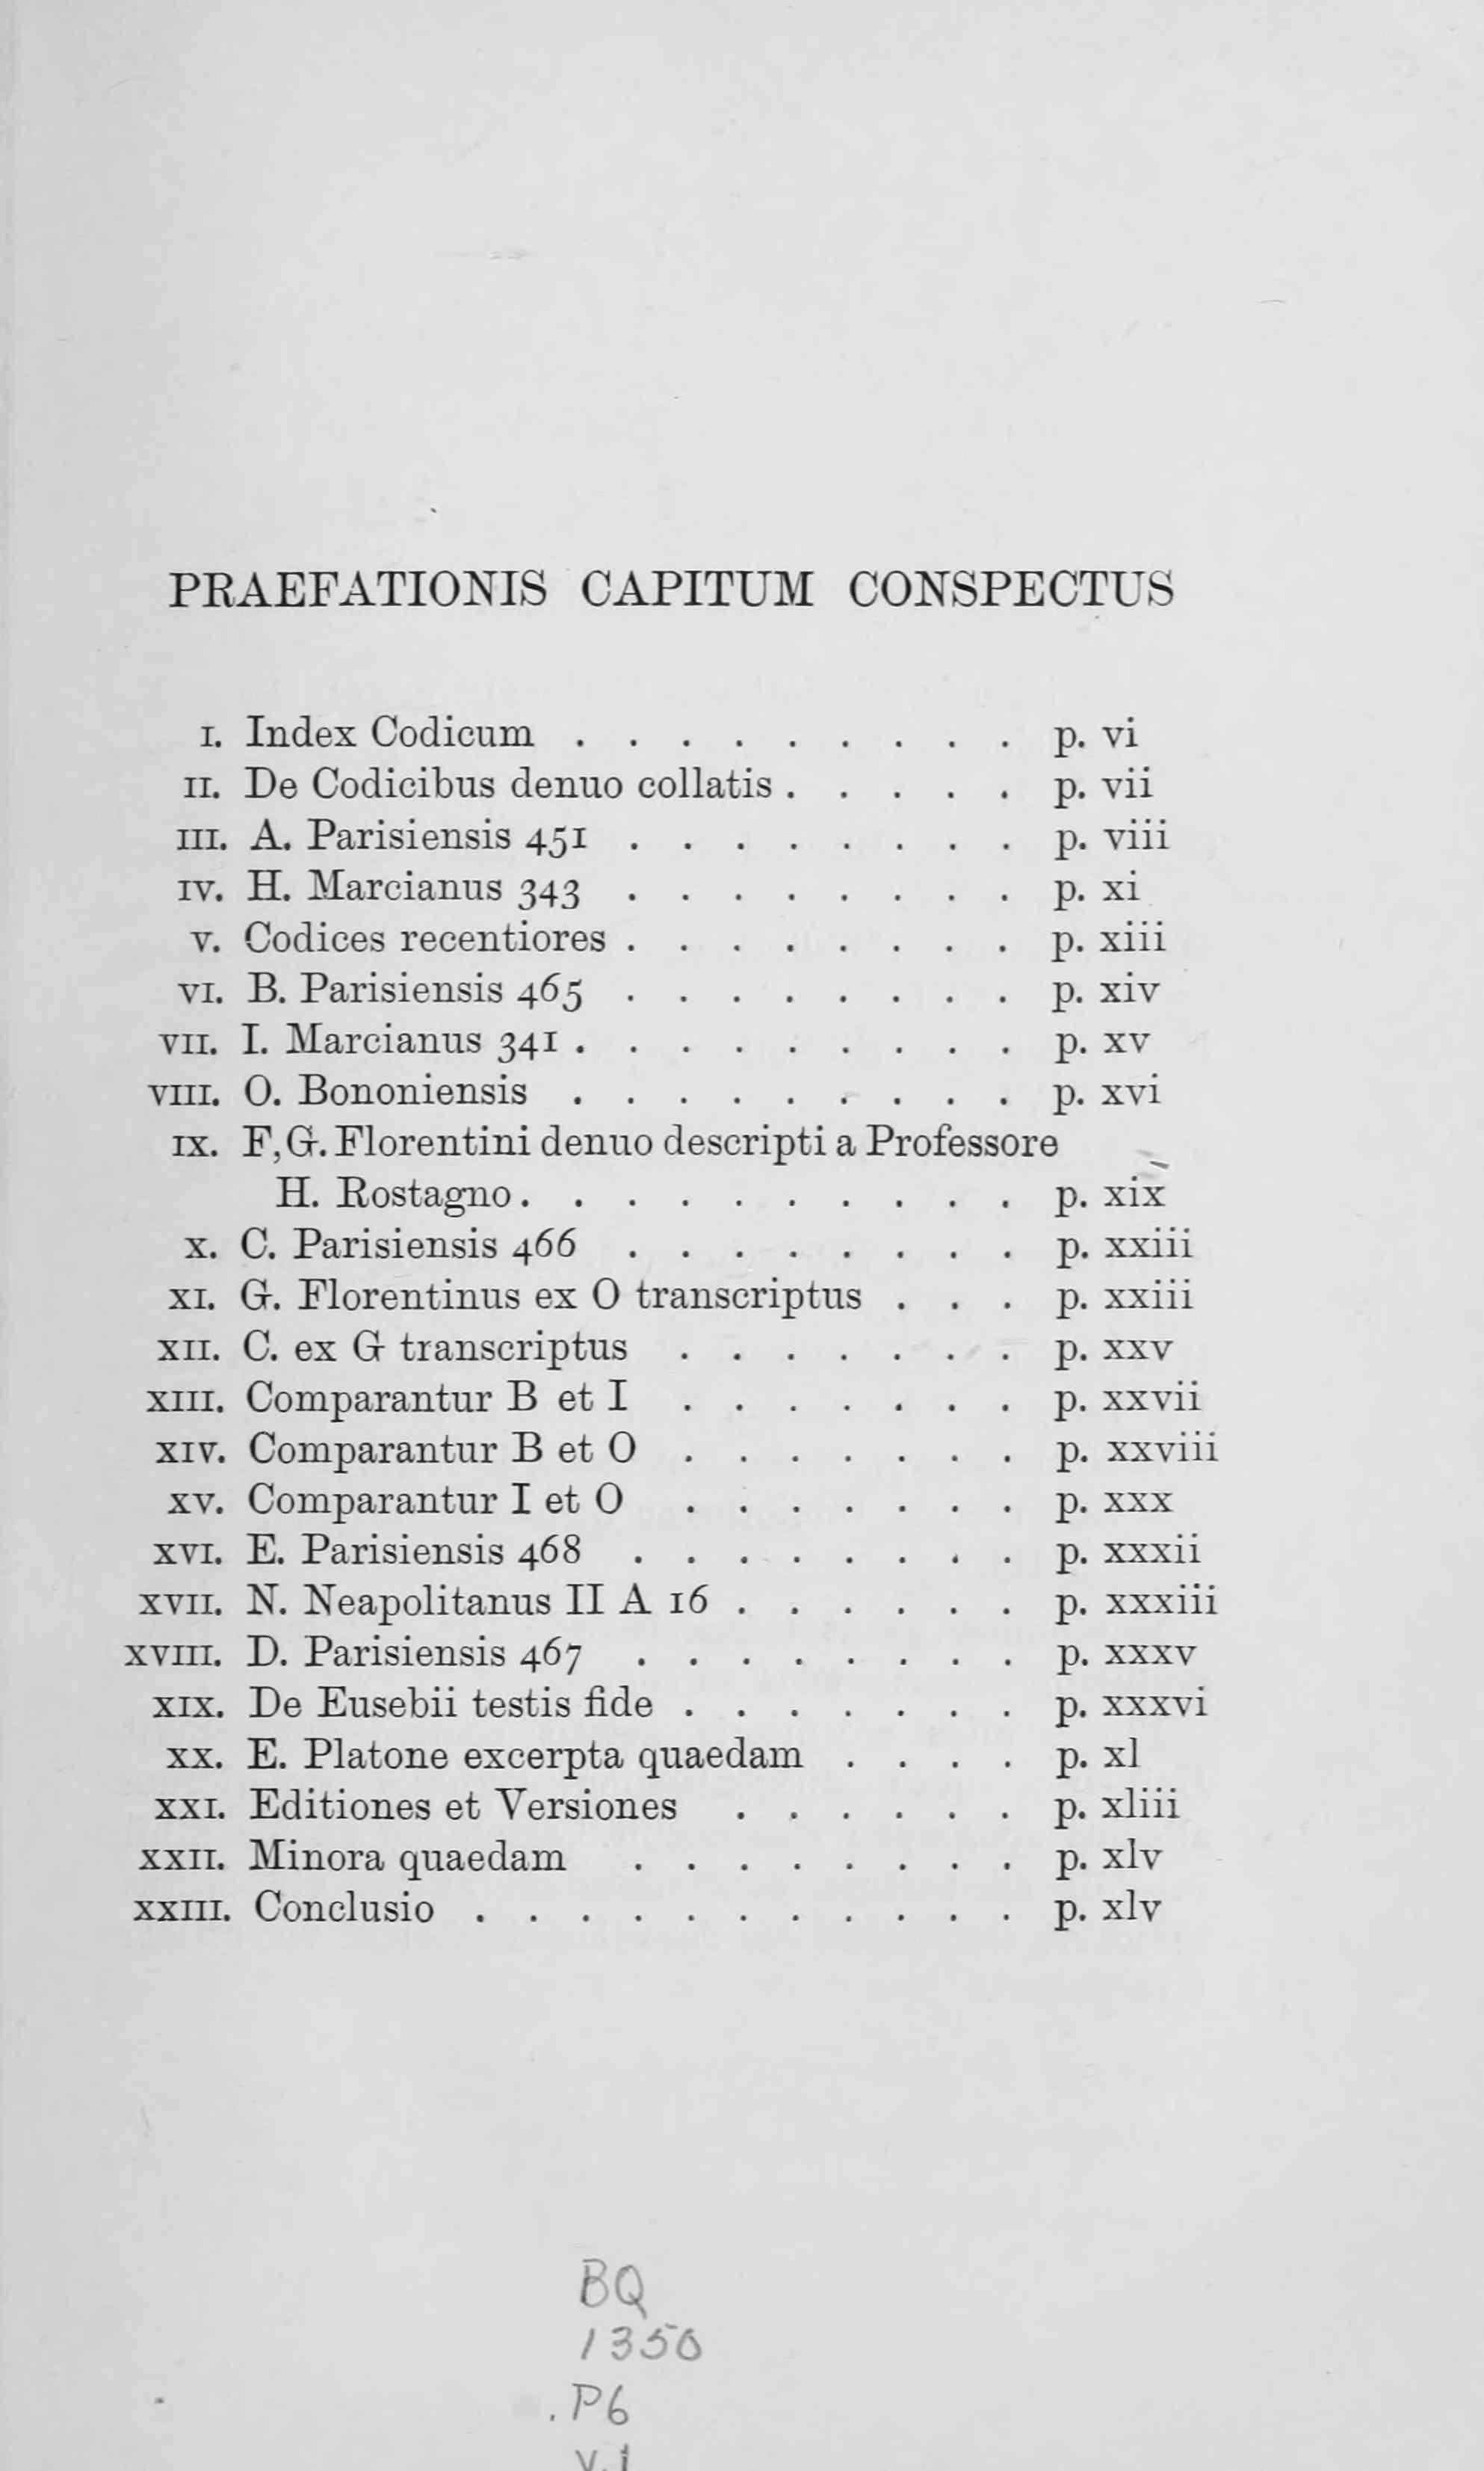 PRAEFATIONIS CAPITUM CONSPECTUS
I. Index Codicum . . . . . . . . . p. vi
II. De Codicibus denuo collatis . . . . . p. vii
III. A. Parisiensis 451 . . . . . . . . p. viii
IV. H. Marcianus 343 . . . . . . . . p. xi
V. Codices recentiores . . . . . . . . p. xiii
VI. B. Parisiensis 465 . . . . . . . . p. xiv
VII. I. Marcianus 341 . . . . . . . . . p. xv
VIII. O. Bononiensis . . . . . . . . . p. xvi
IX. F, G. Florentini denuo descripti a Professore
H. Rostagno . . . . . . . . . . p. xix
X. C. Parisiensis 466 . . . . . . . . p. xxiii
XI. G. Florentinus ex O transcriptus . . . p. xxiii
XII. C. ex G transcriptus . . . . . . . p. xxv
XIII. Comparantur B et I . . . . . . . p. xxvii
XIV. Comparantur B et O . . . . . . . p. xxviii
XV. Comparantur I et O . . . . . . . p. xxx
XVI. E. Parisiensis 468 . . . . . . . . p. xxxii
XVII. N. Neapolitanus II A 16 . . . . . . p. xxxiii
XVIII. D. Parisiensis 467 . . . . . . . . p. xxxv
XIX. De Eusebii testis fide . . . . . . . p. xxxvi
XX. E. Platone excerpta quaedam . . . . p. xl
XXI. Editiones et Versiones . . . . . . p. xliii
XXII. Minora quaedam . . . . . . . . p. xlv
XXIII. Conclusio . . . . . . . . . . . p. xlv
BQ
1350
.P6
v.1